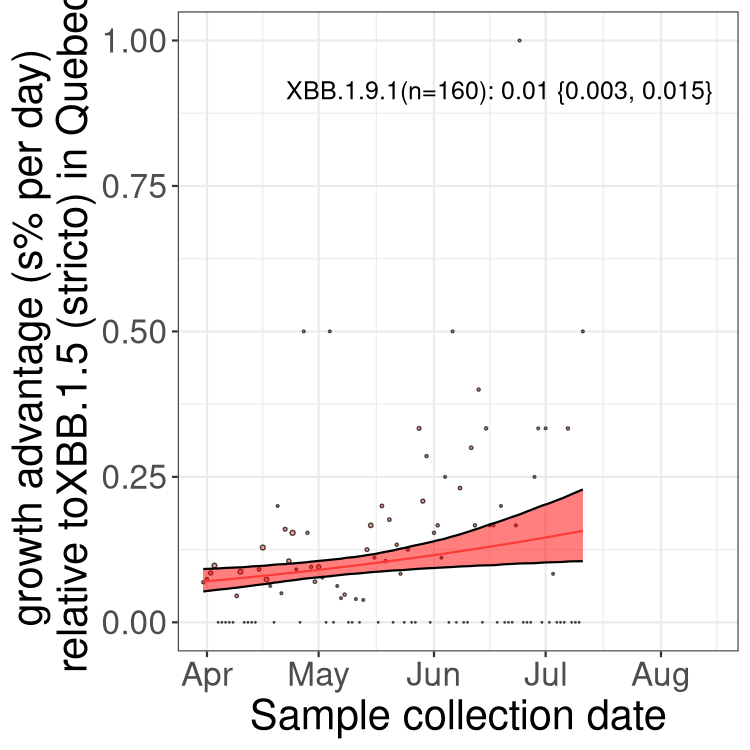 growth advantage (s% per day)
relative toXBB.1.5 (stricto) in Quebec
1.00
XBB.1.9.1(n=160): 0.01 {0.003, 0.015}
0.75
0.50
0.25
0.00
Apr May Jun Jul Aug
Sample collection date